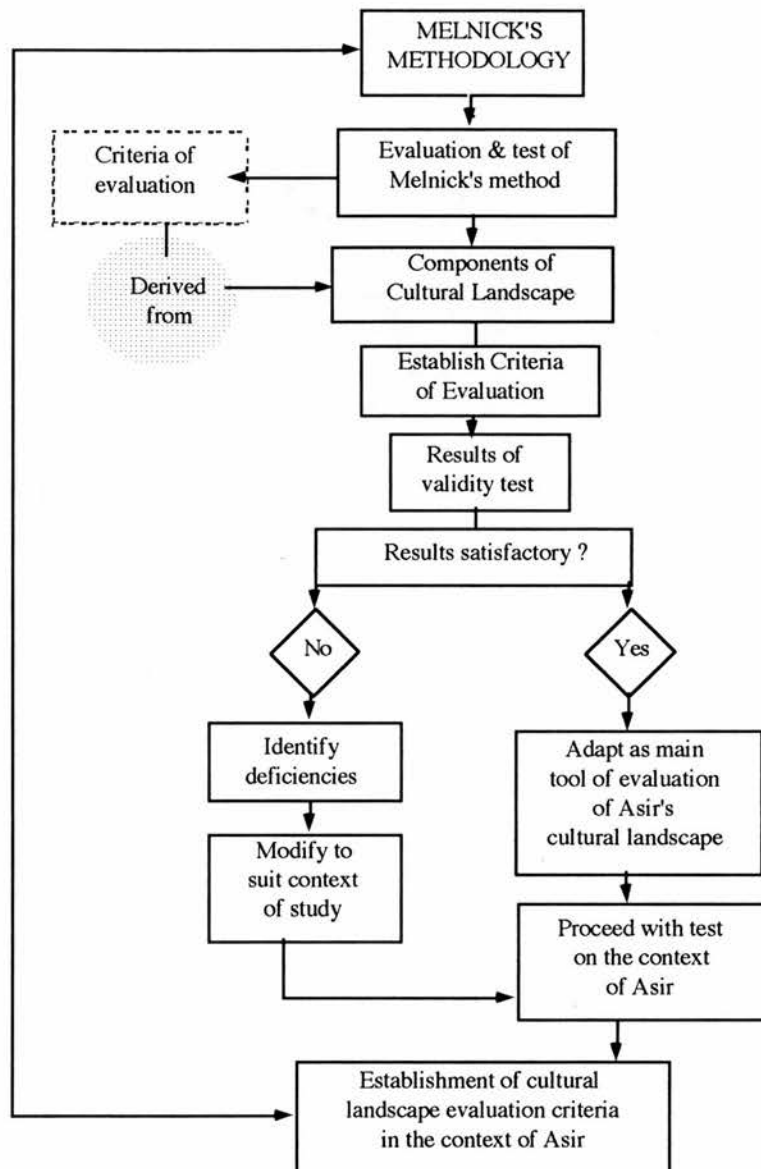 MELNICK'S
METHODOLOGY
Criteria of
evaluation
Evaluation & test of
Melnick's method
Derived
from
Components of
Cultural Landscape
Establish Criteria
of Evaluation
Results of
validity test
Results satisfactory ?
No
Yes
Identify
deficiencies
Adapt as main
tool of evaluation
of Asir's
cultural landscape
Modify to
suit context
of study
Proceed with test
on the context
of Asir
Establishment of cultural
landscape evaluation criteria
in the context of Asir